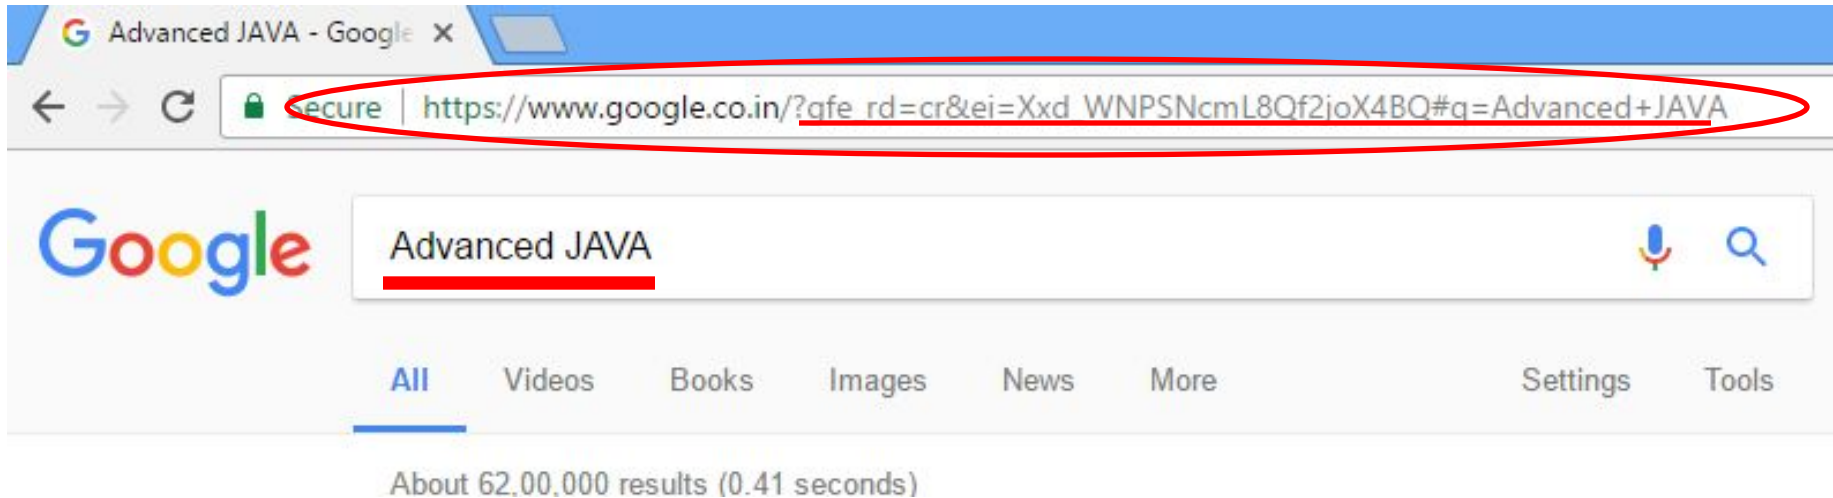 Advanced JAVA - Google
Secure | https://www.google.co.in/?gfe_rd=cr&ei=Xxd_WNPSNcmL8Qf2joX4BQ#q=Advanced+JAVA
Google
Advanced JAVA
All Videos Books Images News More Settings Tools
About 62,00,000 results (0.41 seconds)